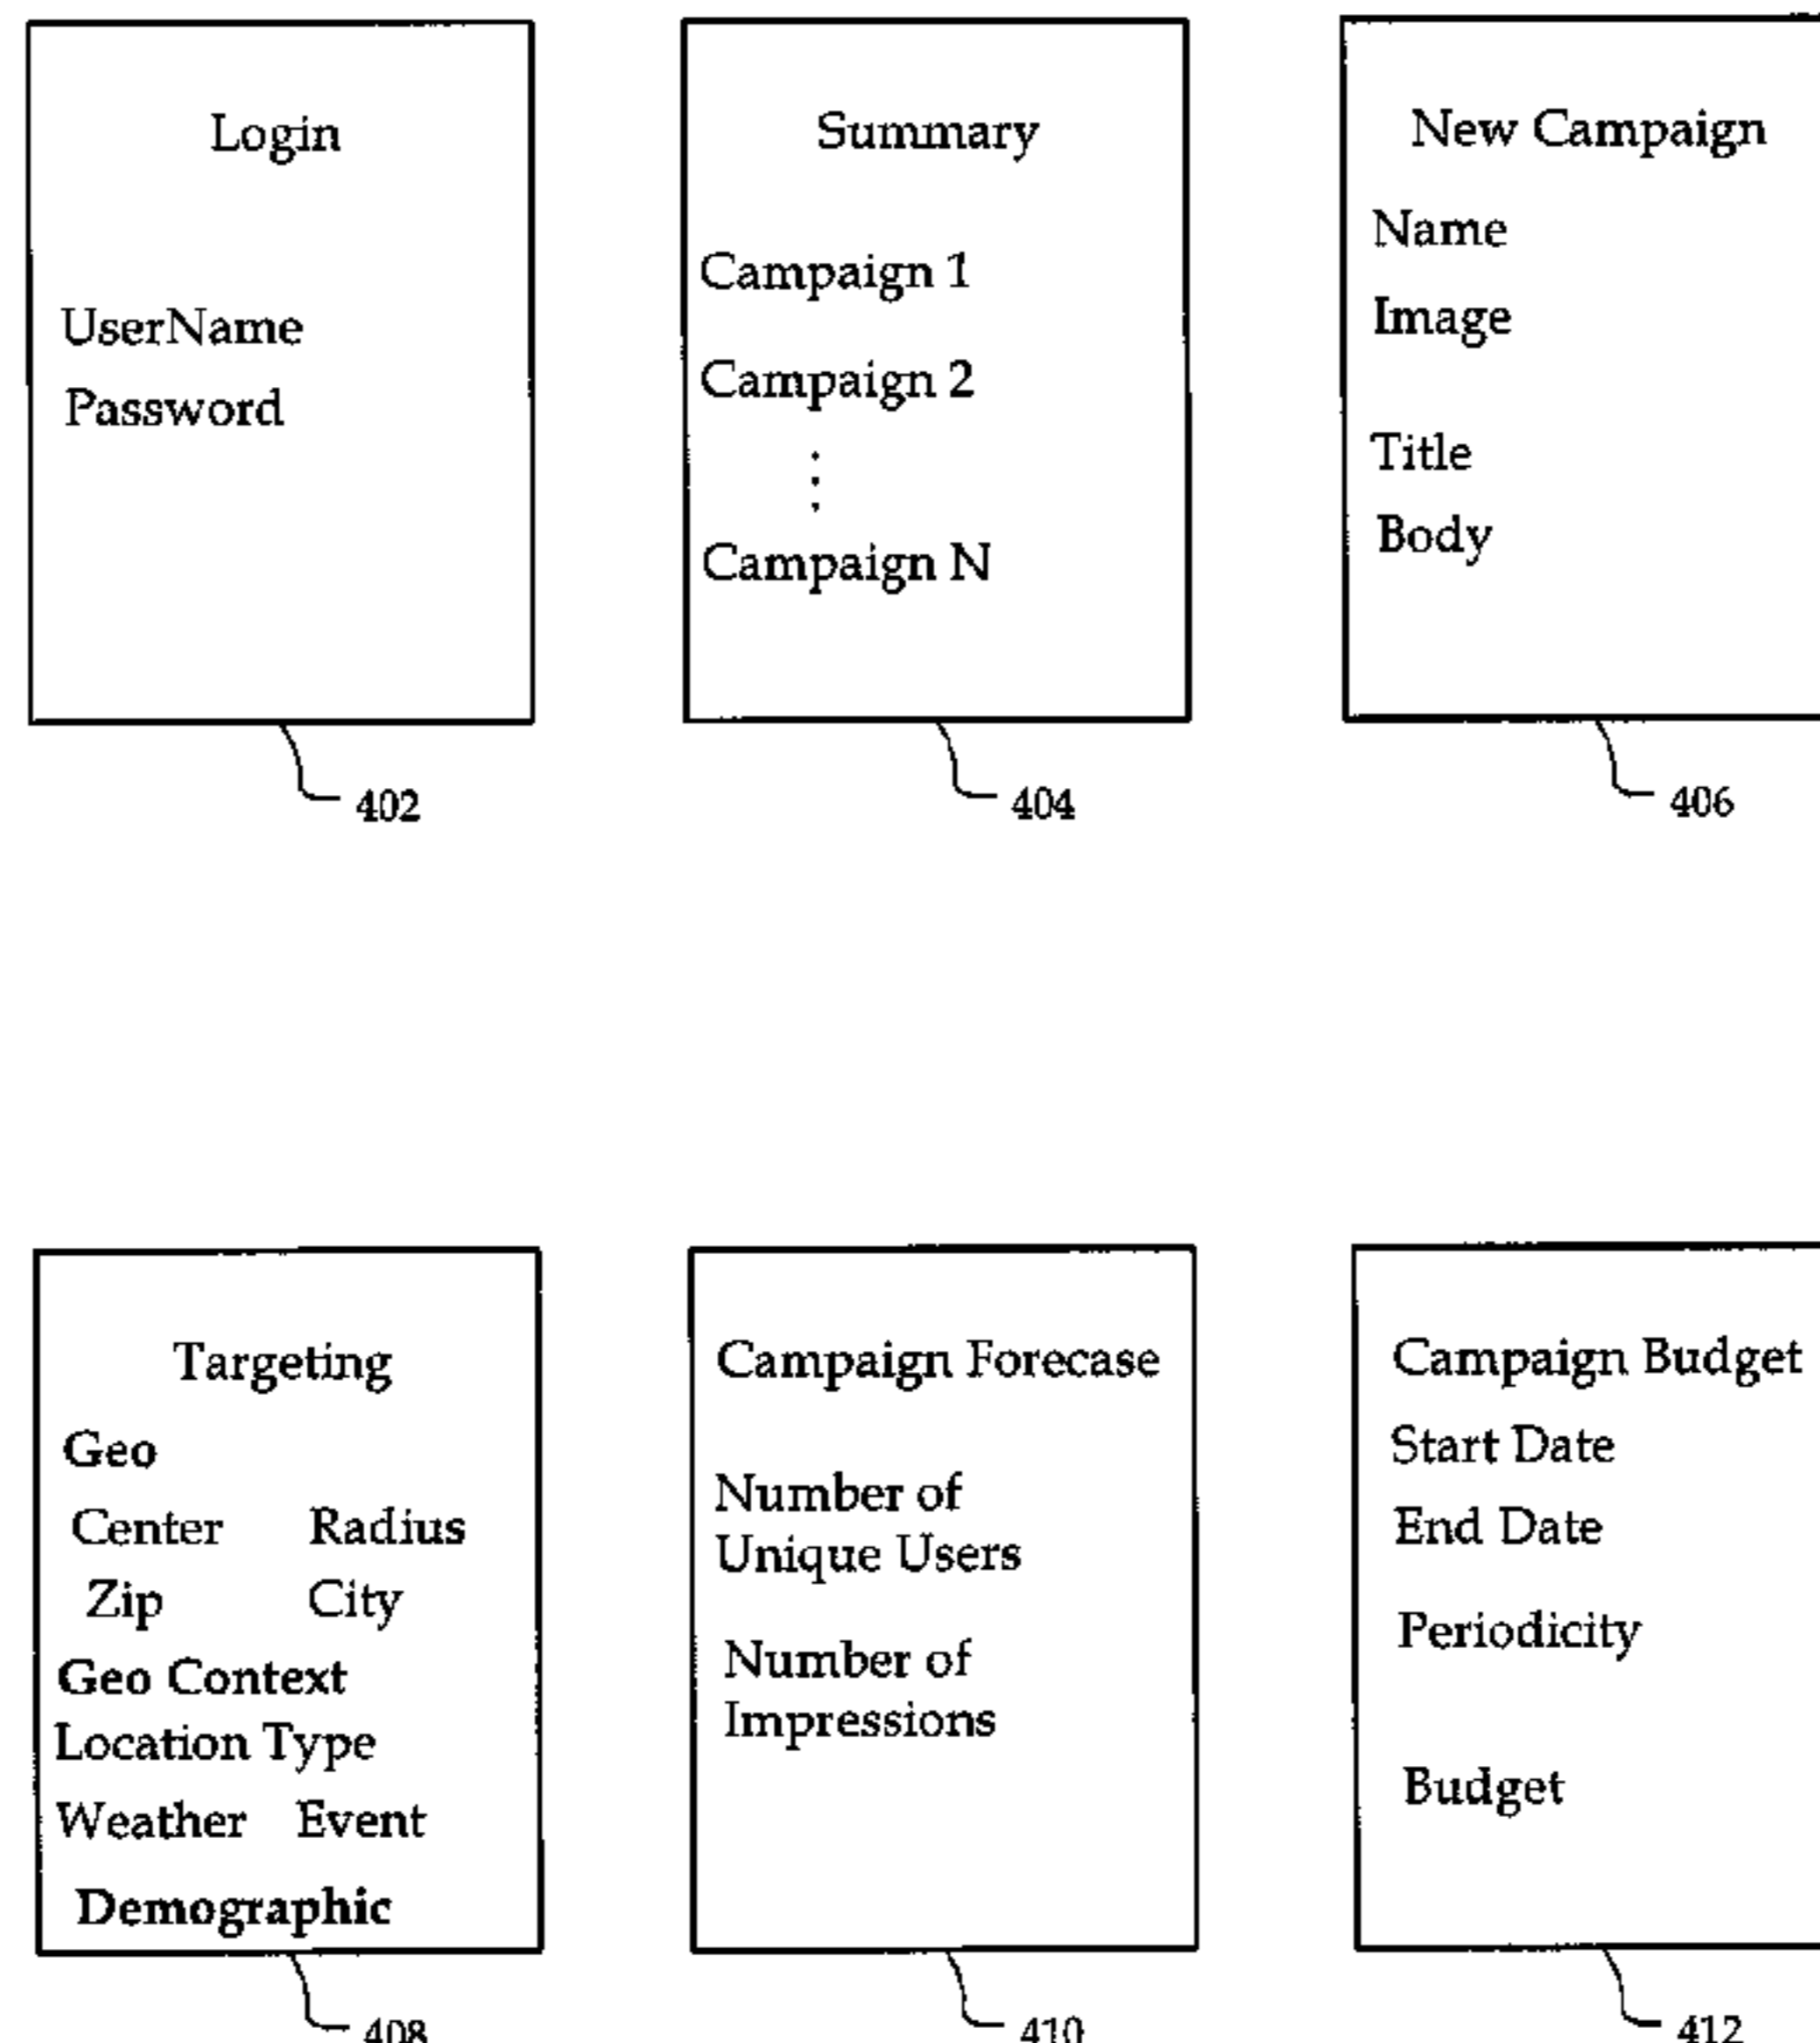 Login
UserName
Password
402
Summary
Campaign 1
Campaign 2
Campaign N
404
New Campaign
Name
Image
Title
Body
406
Targeting
Geo
Center Radius
Zip City
Geo Context
Location Type
Weather Event
Demographic
408
Campaign Forecase
Number of
Unique Users
Number of
Impressions
410
Campaign Budget
Start Date
End Date
Periodicity
Budget
412